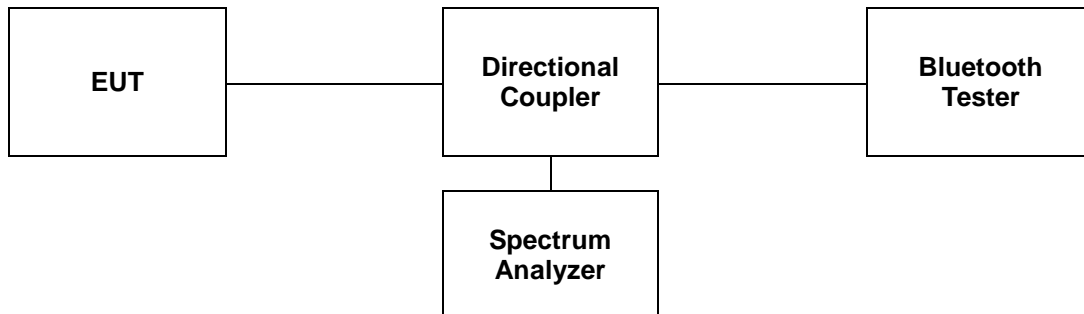 EUT
Directional
Coupler
Bluetooth
Tester
Spectrum
Analyzer